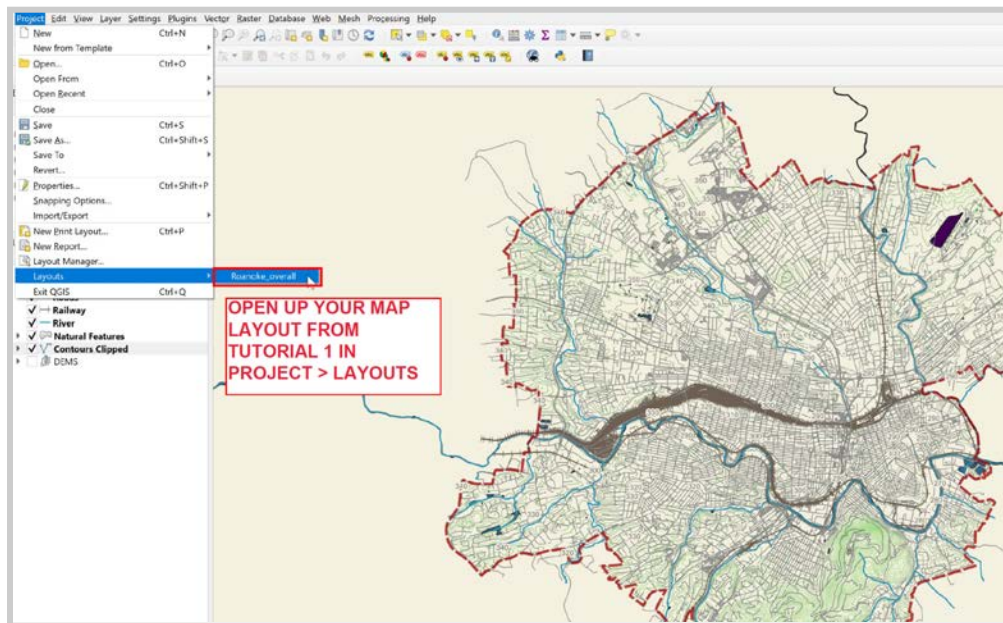 Project Edit View Layer Settings Plugins Vector Raster Database Web Mesh Processing Help
New Ctrl+N
New from Template
Open... Ctrl+O
Open From
Open Recent
Close
Save Ctrl+S
Save As... Ctrl+Shift+S
Save To
Revert...
Properties... Ctrl+Shift+P
Snapping Options...
Import/Export
New Print Layout... Ctrl+P
New Report...
Layout Manager...
Layouts
Roanoke_overall
Exit QGIS Ctrl+Q
OPEN UP YOUR MAP
LAYOUT FROM
TUTORIAL 1 IN
PROJECT > LAYOUTS
Railway
River
Natural Features
Contours Clipped
DEMS